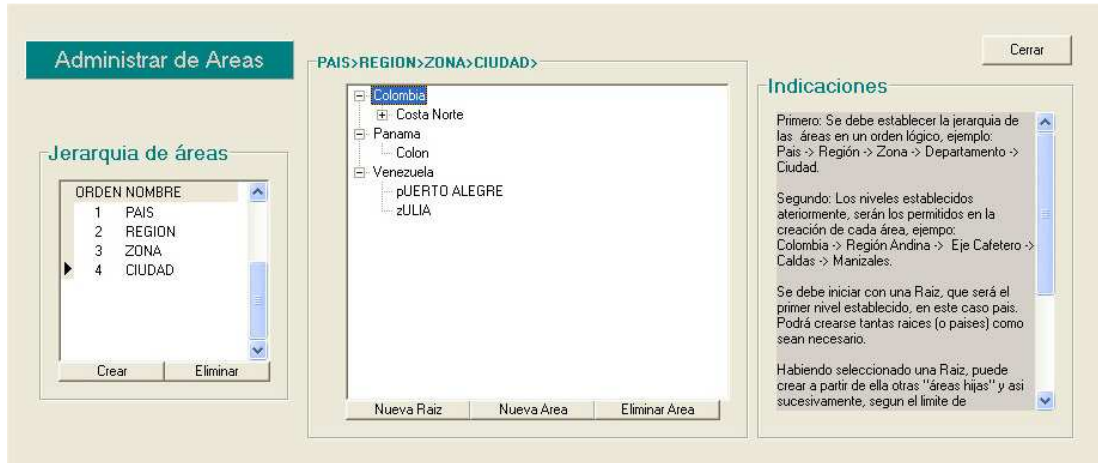 Administrar de Areas
Cerrar
Jerarquia de áreas
ORDEN NOMBRE
1 PAIS
2 REGION
3 ZONA
4 CIUDAD
Crear Eliminar
PAIS>REGION>ZONA>CIUDAD>
Colombia
Costa Norte
Panama
Colon
Venezuela
pUERTO ALEGRE
zULIA
Nueva Raiz Nueva Area Eliminar Area
Indicaciones
Primero: Se debe establecer la jerarquia de
las áreas en un orden lógico, ejemplo:
Pais -> Región -> Zona -> Departamento ->
Ciudad.
Segundo: Los niveles establecidos
ateriormente, serán los permitidos en la
creación de cada área, ejempo:
Colombia -> Región Andina -> Eje Cafetero ->
Caldas -> Manizales.
Se debe iniciar con una Raiz, que será el
primer nivel establecido, en este caso pais.
Podrá crearse tantas raices (o paises) como
sean necesario.
Habiendo seleccionado una Raiz, puede
crear a partir de ella otras "áreas hijas" y asi
sucesivamente, segun el limite de